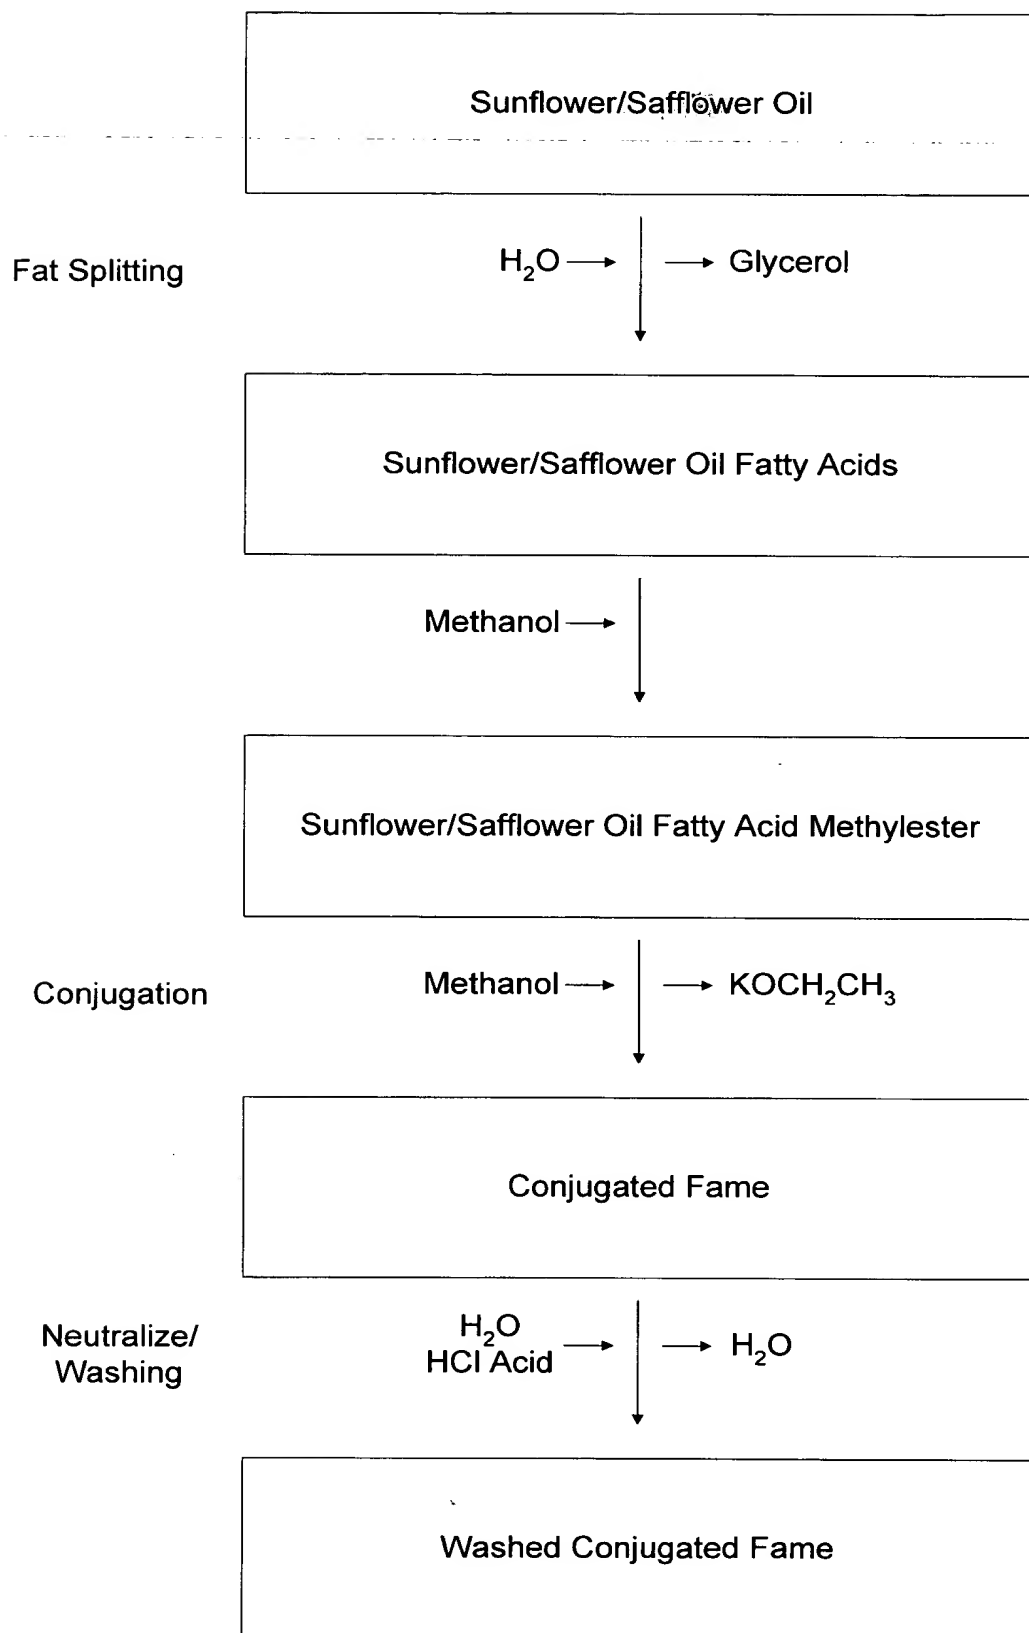 Sunflower/Safflower Oil
Fat Splitting
H₂O
Glycerol
Sunflower/Safflower Oil Fatty Acids
Methanol
Sunflower/Safflower Oil Fatty Acid Methylester
Conjugation
Methanol
KOCH₂CH₃
Conjugated Fame
Neutralize/
Washing
H₂O
HCl Acid
H₂O
Washed Conjugated Fame